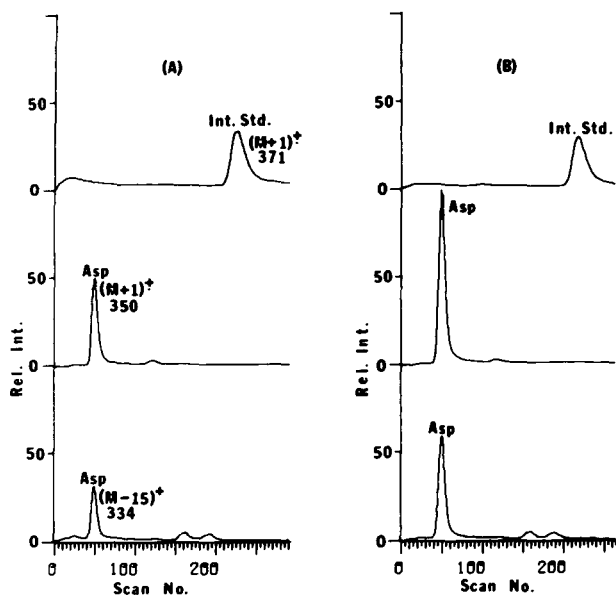 (A)
50
0
Int. Std.
(M+1)+
371
50
0
Asp
(M+1)+
350
50
0
Asp
(M-15)+
334
0
100
200
Scan No.
Rel. Int.
(B)
50
0
Int. Std.
50
0
Asp
50
0
Asp
0
100
200
Scan No.
Rel. Int.